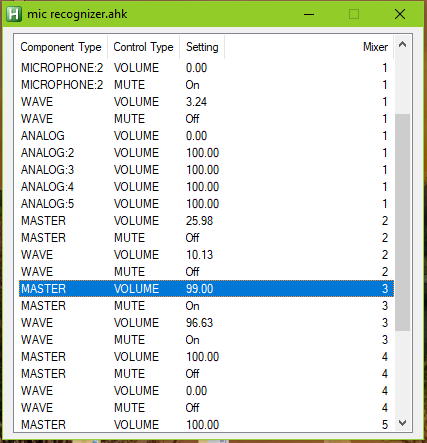 mic recognizer.ahk
Component Type Control Type Setting Mixer
MICROPHONE:2 VOLUME 0.00 1
MICROPHONE:2 MUTE On 1
WAVE VOLUME 3.24 1
WAVE MUTE Off 1
ANALOG VOLUME 0.00 1
ANALOG:2 VOLUME 100.00 1
ANALOG:3 VOLUME 100.00 1
ANALOG:4 VOLUME 100.00 1
ANALOG:5 VOLUME 100.00 1
MASTER VOLUME 25.98 2
MASTER MUTE Off 2
WAVE VOLUME 10.13 2
WAVE MUTE Off 2
MASTER VOLUME 99.00 3
MASTER MUTE On 3
WAVE VOLUME 96.63 3
WAVE MUTE On 3
MASTER VOLUME 100.00 4
MASTER MUTE Off 4
WAVE VOLUME 0.00 4
WAVE MUTE Off 4
MASTER VOLUME 100.00 5